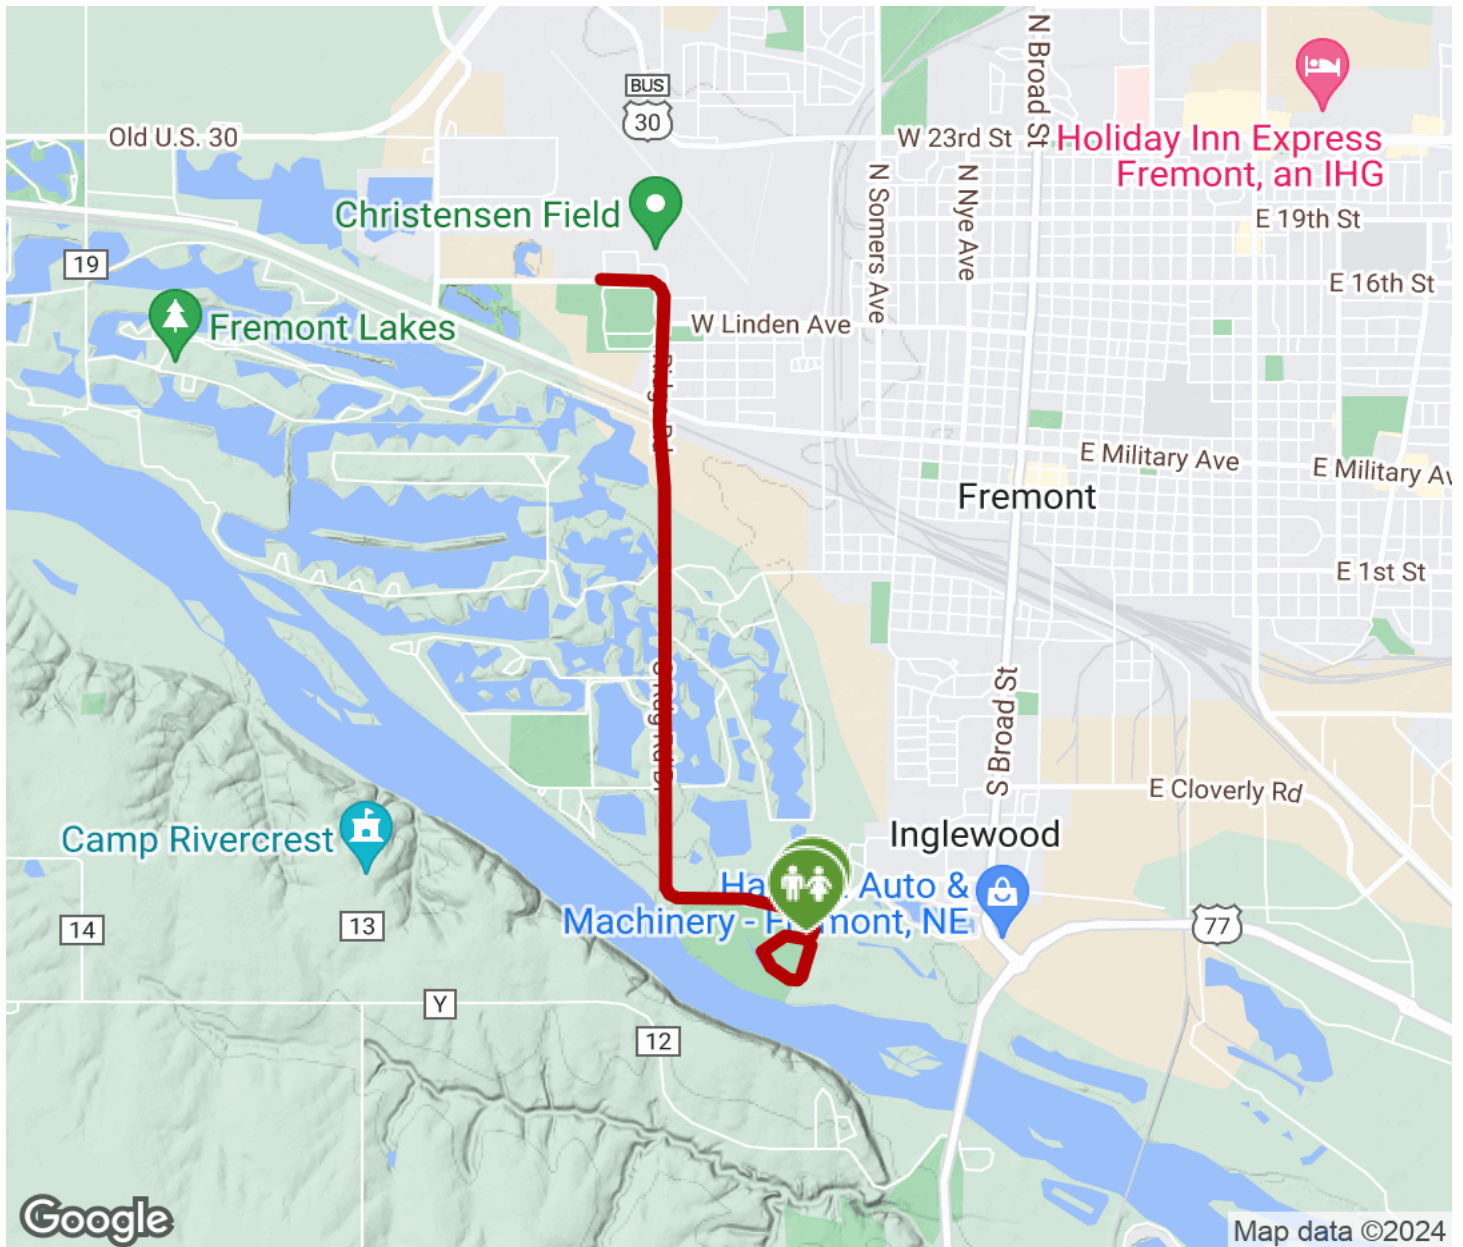 N Broad St
BUS
30
Old U.S. 30
W 23rd St
Holiday Inn Express
Fremont, an IHG
N Somers Ave
N Nye Ave
Christensen Field
E 19th St
19
E 16th St
Fremont Lakes
W Linden Ave
Rd
E Military Ave
E Military Av
Fremont
E 1st St
S Broad St
E Cloverly Rd
Camp Rivercrest
Inglewood
Auto &
Machinery - Fremont, NE
14
13
77
Y
12
Google
Map data ©2024